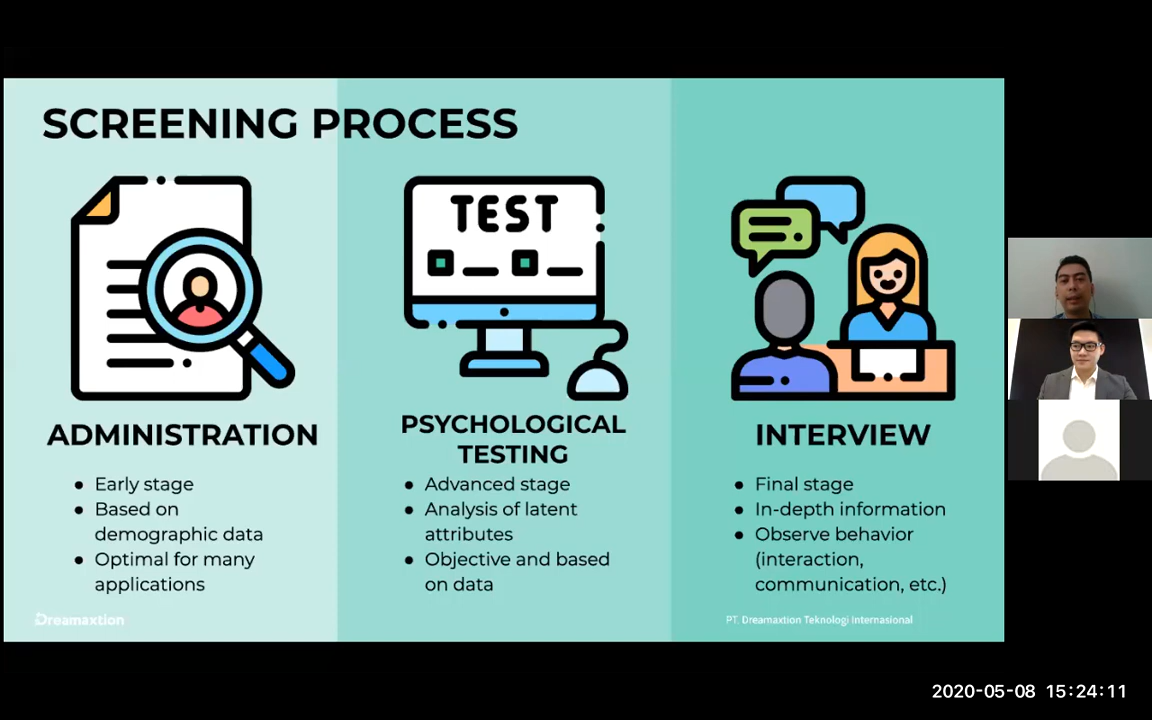 SCREENING PROCESS
TEST
ADMINISTRATION
● Early stage
● Based on
demographic data
● Optimal for many
applications
PSYCHOLOGICAL
TESTING
● Advanced stage
● Analysis of latent
attributes
● Objective and based
on data
INTERVIEW
● Final stage
● In-depth information
● Observe behavior
(interaction,
communication, etc.)
Dreamaxtion
PT. Dreamaxtion Teknologi Internasional
2020-05-08 15:24:11